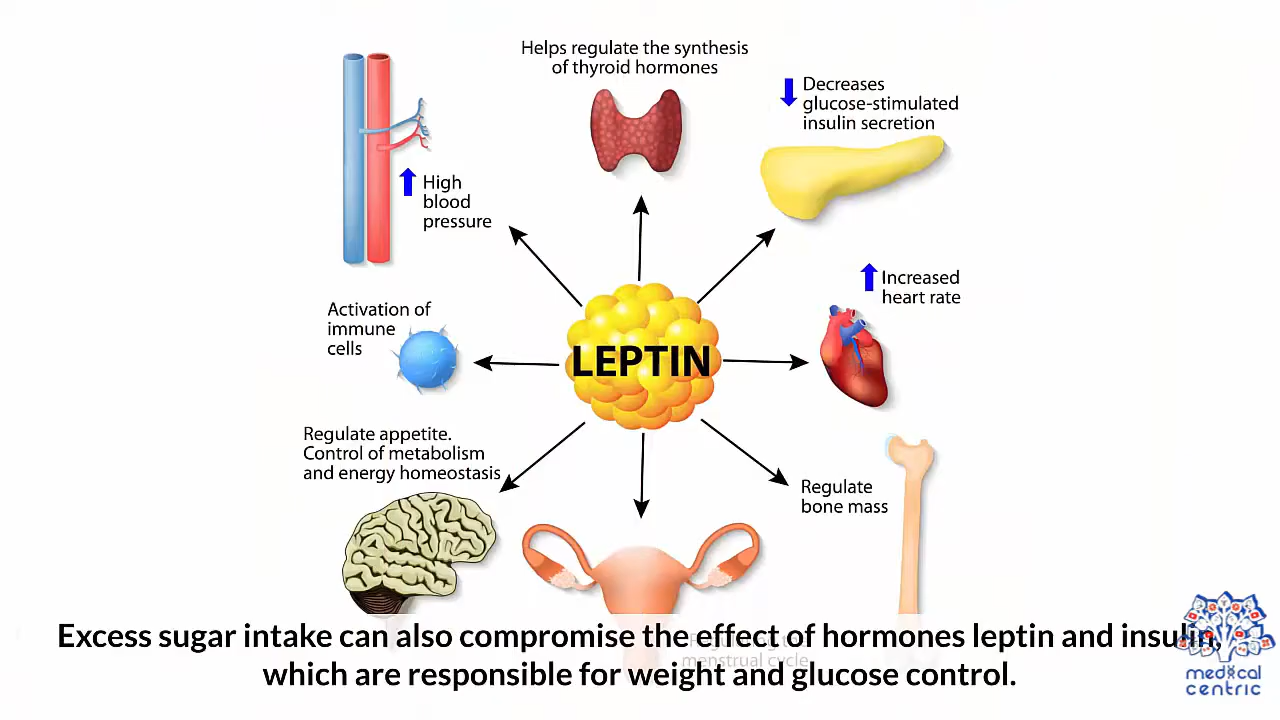 Helps regulate the synthesis
of thyroid hormones
Decreases
glucose-stimulated
insulin secretion
High
blood
pressure
Increased
heart rate
Activation of
immune
cells
LEPTIN
Regulate appetite.
Control of metabolism
and energy homeostasis
Regulate
bone mass
menstrual cycle
Excess sugar intake can also compromise the effect of hormones leptin and insulin,
which are responsible for weight and glucose control.
medical
centric